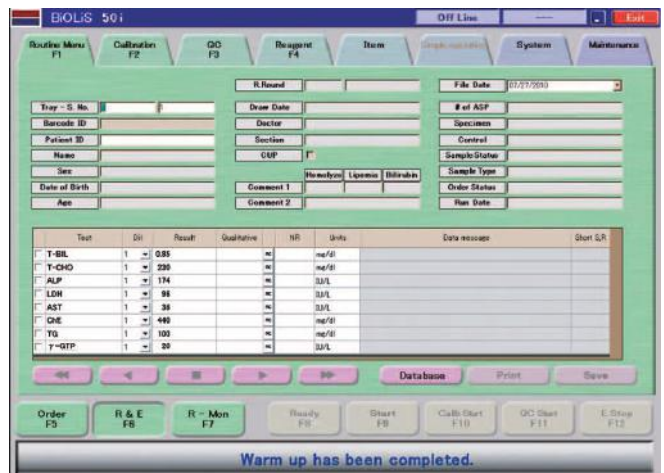 BiOLiS 50i Off Line ---- Exit
Routine Menu F1 Calibration F2 QC F3 Reagent F4 Item System Maintenance
R.Round File Date 07/27/2010
Tray - S. No. Draw Date # of ASP
Barcode ID Doctor Specimen
Patient ID Section Control
Name CUP Sample Status
Sex Hemolyze Lipemia Bilirubin Sample Type
Date of Birth Comment 1 Order Status
Age Comment 2 Run Date
Test Dil Result Qualitative NR Units Data message Short S,R
T-BIL 1 0.85 mg/dl
T-CHO 1 230 mg/dl
ALP 1 174 IU/L
LDH 1 96 IU/L
AST 1 36 IU/L
ChE 1 440 mg/dl
TG 1 100 mg/dl
γ-GTP 1 20 IU/L
Database Print Save
Order F5 R & E F6 R - Mon F7 Ready F8 Start F9 Calib Start F10 QC Start F11 E.Stop F12
Warm up has been completed.